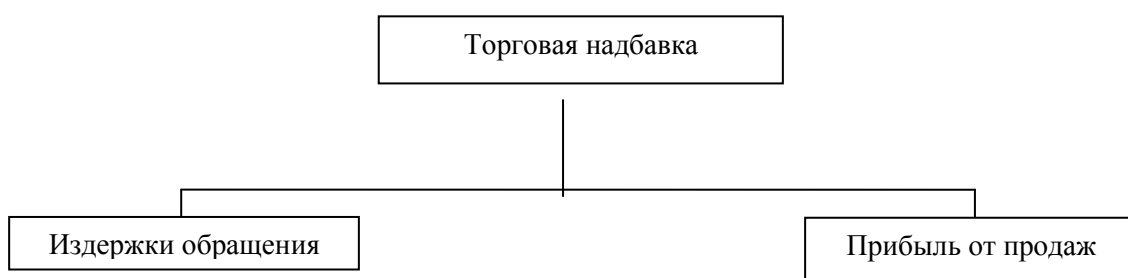 Торговая надбавка
Издержки обращения
Прибыль от продаж